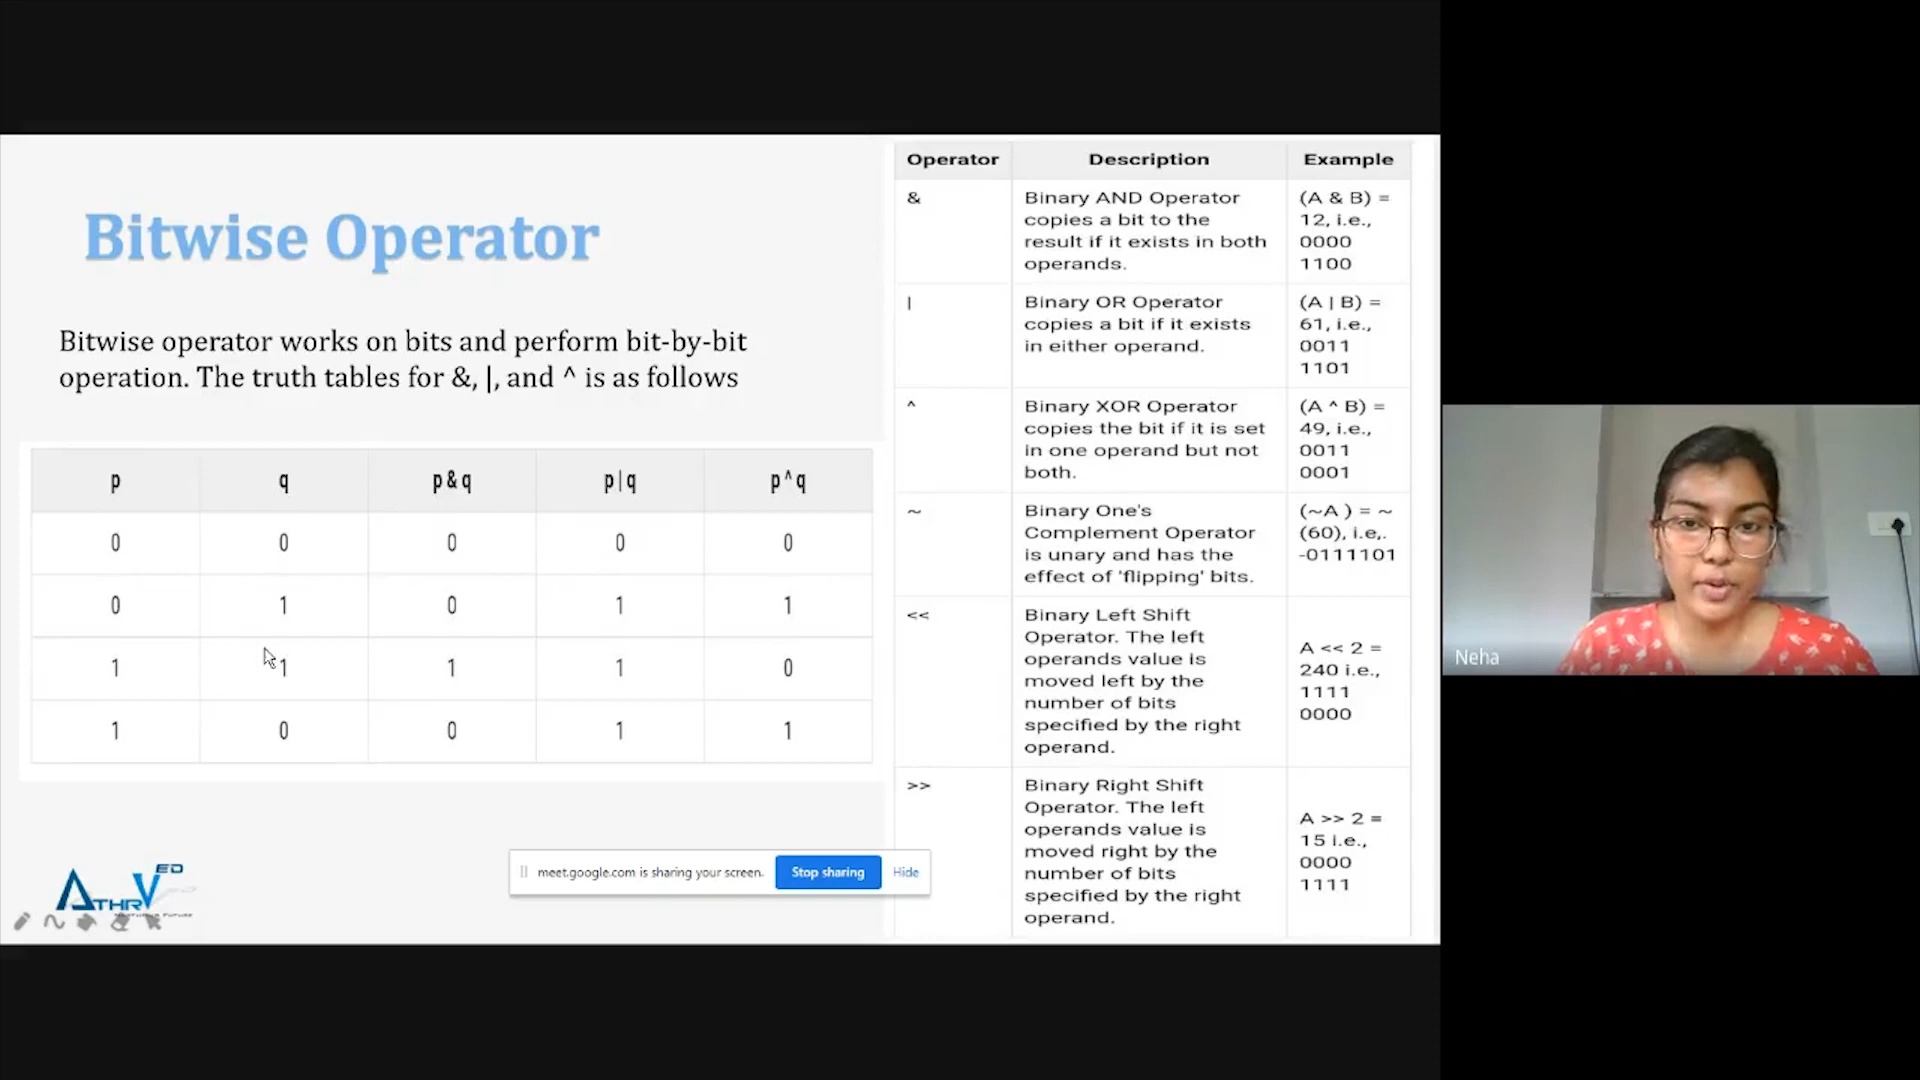 Bitwise Operator
Bitwise operator works on bits and perform bit-by-bit
operation. The truth tables for &, |, and ^ is as follows
p q p&q p|q p^q
0 0 0 0 0
0 1 0 1 1
1 1 1 1 0
1 0 0 1 1
Operator Description Example
&
Binary AND Operator
copies a bit to the
result if it exists in both
operands.
(A & B) =
12, i.e.,
0000
1100
|
Binary OR Operator
copies a bit if it exists
in either operand.
(A | B) =
61, i.e.,
0011
1101
^
Binary XOR Operator
copies the bit if it is set
in one operand but not
both.
(A ^ B) =
49, i.e.,
0011
0001
~
Binary One's
Complement Operator
is unary and has the
effect of 'flipping' bits.
(~A ) = ~
(60), i.e,.
-0111101
<<
Binary Left Shift
Operator. The left
operands value is
moved left by the
number of bits
specified by the right
operand.
A << 2 =
240 i.e.,
1111
0000
>>
Binary Right Shift
Operator. The left
operands value is
moved right by the
number of bits
specified by the right
operand.
A >> 2 =
15 i.e.,
0000
1111
ATHRV ED
meet.google.com is sharing your screen.
Stop sharing
Hide
Neha